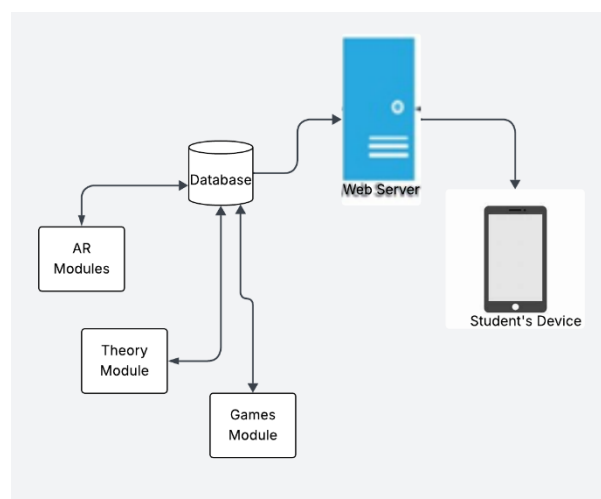 Database
Web Server
AR
Modules
Student's Device
Theory
Module
Games
Module